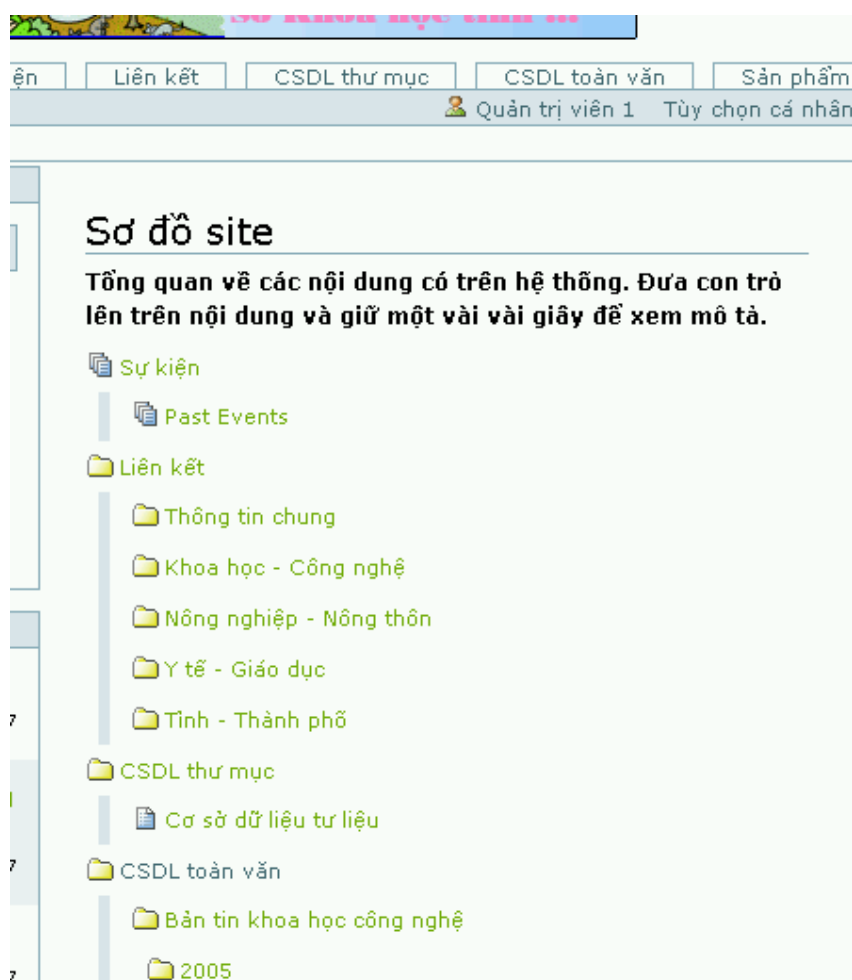 sở Khoa học tỉnh ...
Liên kết CSDL thư mục CSDL toàn văn Sản phẩm
Quản trị viên 1 Tùy chọn cá nhân
Sơ đồ site
Tổng quan về các nội dung có trên hệ thống. Đưa con trỏ
lên trên nội dung và giữ một vài vài giây để xem mô tả.
Sự kiện
Past Events
Liên kết
Thông tin chung
Khoa học - Công nghệ
Nông nghiệp - Nông thôn
Y tế - Giáo dục
Tỉnh - Thành phố
CSDL thư mục
Cơ sở dữ liệu tư liệu
CSDL toàn văn
Bản tin khoa học công nghệ
2005